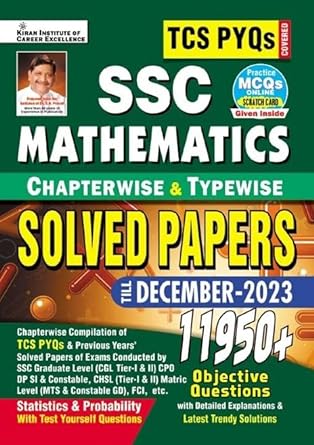 KIRAN INSTITUTE OF
CAREER EXCELLENCE
TCS PYQs
COVERED
Practice
MCQs
ONLINE
SCRATCH CARD
Given Inside
SSC
MATHEMATICS
CHAPTERWISE & TYPEWISE
SOLVED PAPERS
TILL
DECEMBER-2023
11950+
Objective
Questions
with Detailed Explanations &
Latest Trendy Solutions
Chapterwise Compilation of
TCS PYQs & Previous Years'
Solved Papers of Exams Conducted by
SSC Graduate Level (CGL Tier-I & II) CPO
DP SI & Constable, CHSL (Tier-I & II) Matric
Level (MTS & Constable GD), FCI, etc.
Statistics & Probability
With Test Yourself Questions